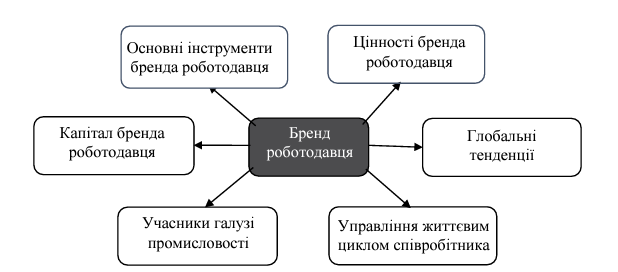 Основні інструменти
бренда роботодавця
Цінності бренда
роботодавця
Капітал бренда
роботодавця
Бренд
роботодавця
Глобальні
тенденції
Учасники галузі
промисловості
Управління життєвим
циклом співробітника